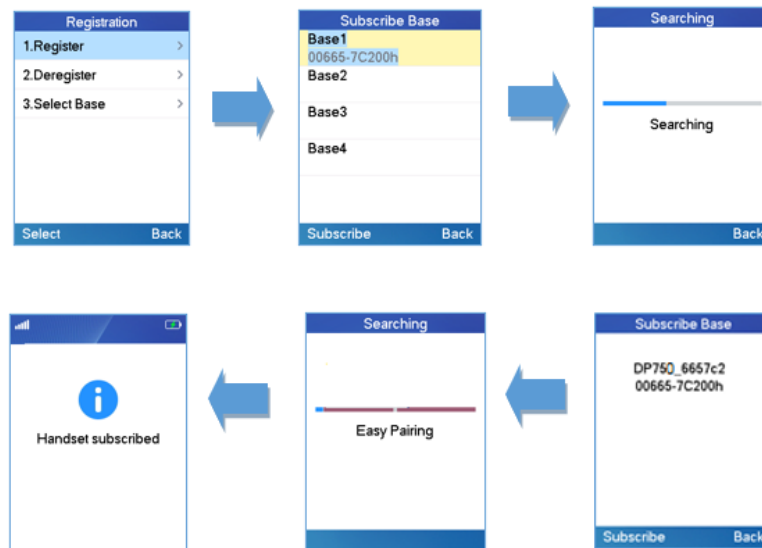 Registration
1.Register
2.Deregister
3.Select Base
Select Back
Subscribe Base
Base1
00665-7C200h
Base2
Base3
Base4
Subscribe Back
Searching
Searching
Back
Subscribe Base
DP750_6657c2
00665-7C200h
Subscribe Back
Searching
Easy Pairing
Handset subscribed